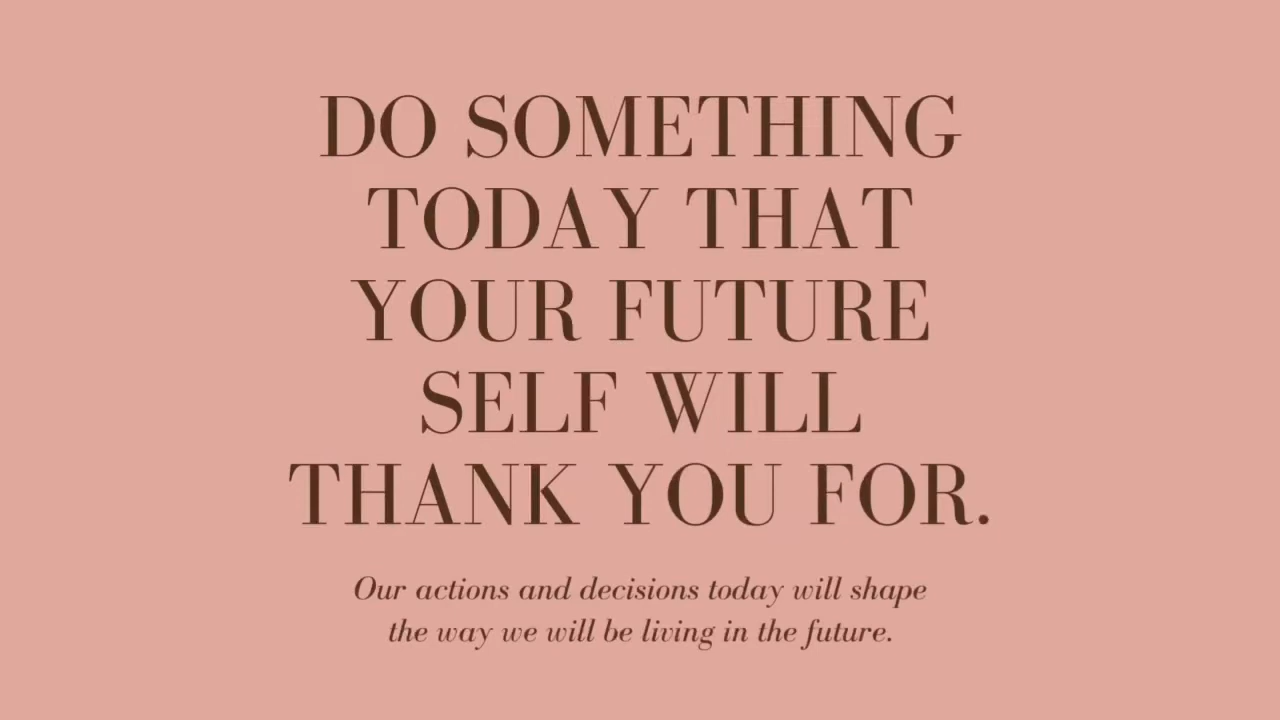 DO SOMETHING
TODAY THAT
YOUR FUTURE
SELF WILL
THANK YOU FOR.
Our actions and decisions today will shape
the way we will be living in the future.